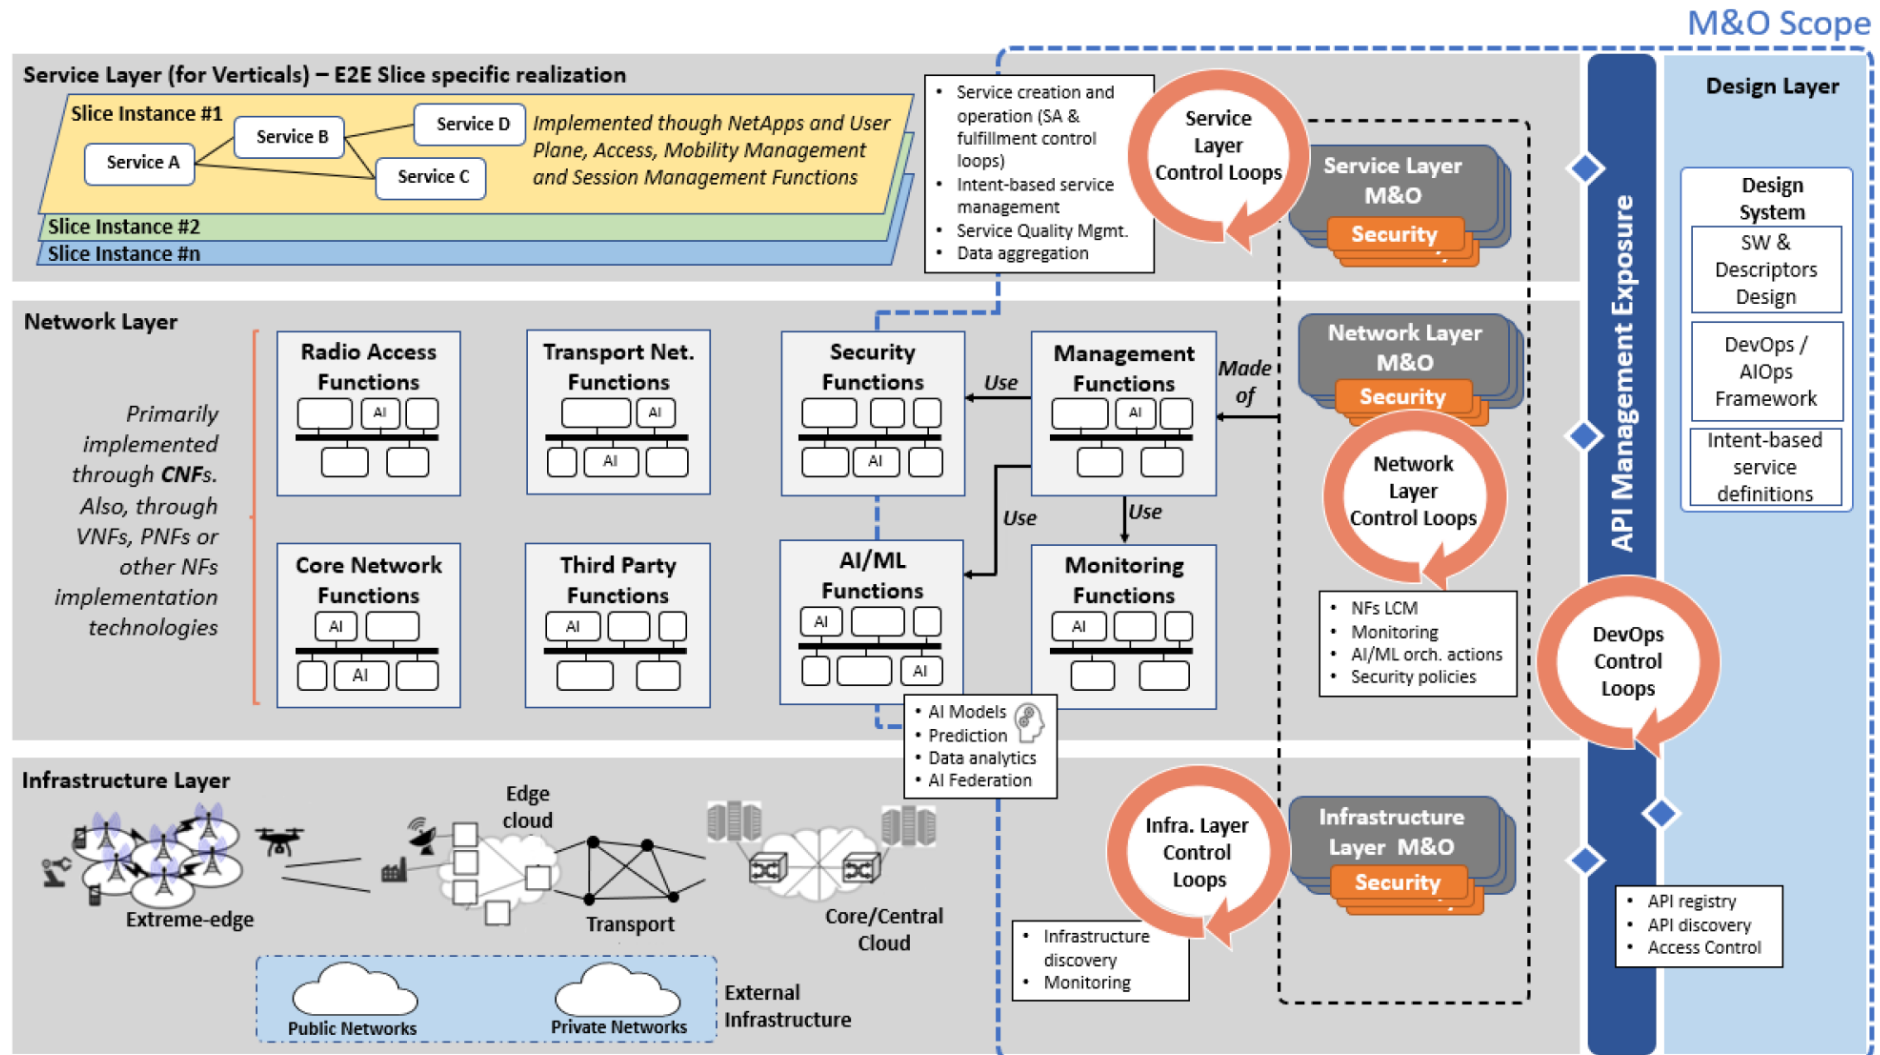 M&O Scope
Service Layer (for Verticals) – E2E Slice specific realization
Slice Instance #1
Service A
Service B
Service D
Service C
Implemented though NetApps and User
Plane, Access, Mobility Management
and Session Management Functions
Slice Instance #2
Slice Instance #n
• Service creation and
operation (SA &
fulfillment control
loops)
• Intent-based service
management
• Service Quality Mgmt.
• Data aggregation
Service
Layer
Control Loops
Service Layer
M&O
Security
API Management Exposure
Design Layer
Design
System
SW &
Descriptors
Design
DevOps /
AIOps
Framework
Intent-based
service
definitions
Network Layer
Primarily
implemented
through CNFs.
Also, through
VNFs, PNFs or
other NFs
implementation
technologies
Radio Access
Functions
AI
Transport Net.
Functions
AI
AI
Security
Functions
AI
Management
Functions
AI
Use
Use
Use
Made
of
Core Network
Functions
AI
AI
Third Party
Functions
AI
AI/ML
Functions
AI
AI
Monitoring
Functions
AI
• AI Models
• Prediction
• Data analytics
• AI Federation
Network Layer
M&O
Security
Network
Layer
Control Loops
• NFs LCM
• Monitoring
• AI/ML orch. actions
• Security policies
DevOps
Control
Loops
Infrastructure Layer
Extreme-edge
Edge
cloud
Transport
Core/Central
Cloud
Public Networks
Private Networks
External
Infrastructure
Infra. Layer
Control
Loops
• Infrastructure
discovery
• Monitoring
Infrastructure
Layer M&O
Security
• API registry
• API discovery
• Access Control